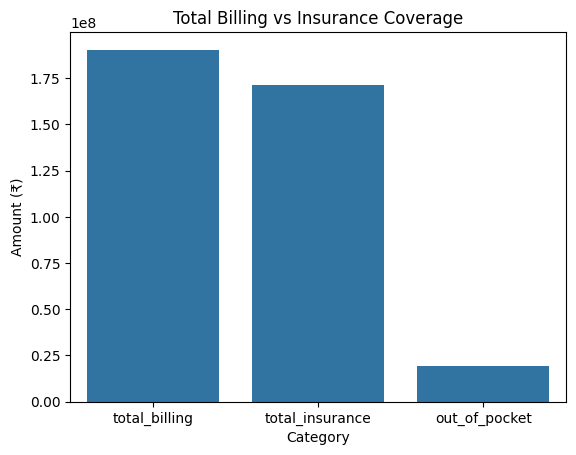 Total Billing vs Insurance Coverage
1e8
1.75
1.50
1.25
1.00
0.75
0.50
0.25
0.00
Amount (₹)
total_billing
total_insurance
out_of_pocket
Category